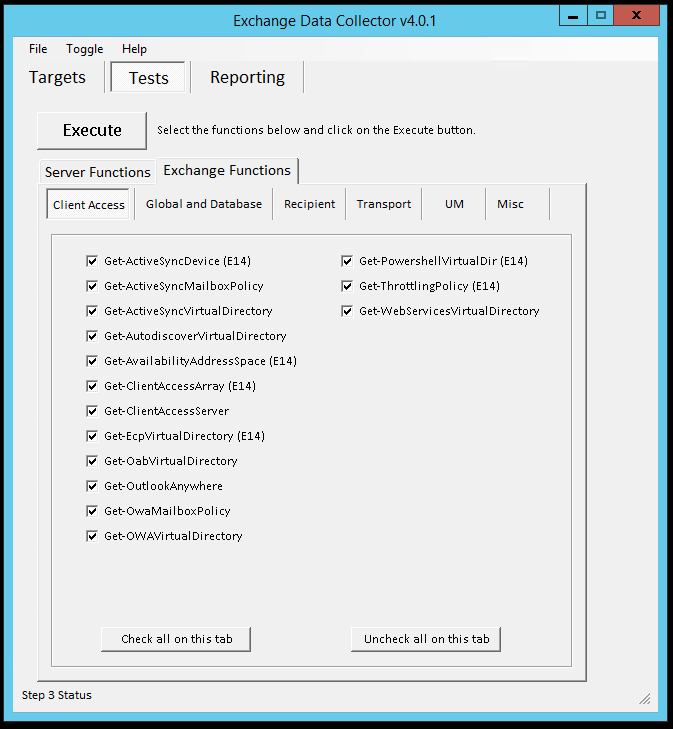 Exchange Data Collector v4.0.1
File Toggle Help
Targets Tests Reporting
Execute Select the functions below and click on the Execute button.
Server Functions Exchange Functions
Client Access Global and Database Recipient Transport UM Misc
Get-ActiveSyncDevice (E14) Get-PowershellVirtualDir (E14)
Get-ActiveSyncMailboxPolicy Get-ThrottlingPolicy (E14)
Get-ActiveSyncVirtualDirectory Get-WebServicesVirtualDirectory
Get-AutodiscoverVirtualDirectory
Get-AvailabilityAddressSpace (E14)
Get-ClientAccessArray (E14)
Get-ClientAccessServer
Get-EcpVirtualDirectory (E14)
Get-OabVirtualDirectory
Get-OutlookAnywhere
Get-OwaMailboxPolicy
Get-OWAVirtualDirectory
Check all on this tab Uncheck all on this tab
Step 3 Status